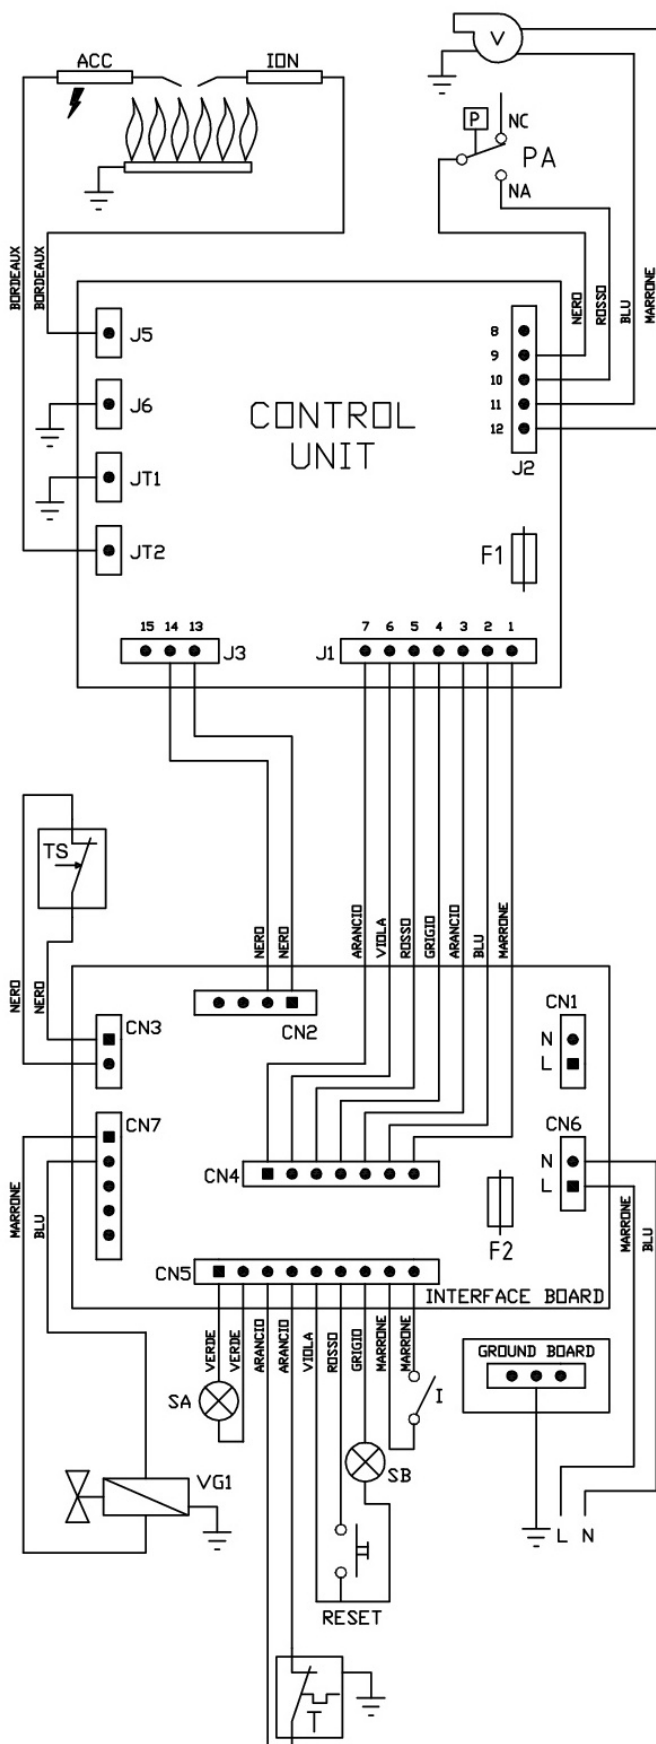 ACC ION V
P NC
PA
NA
BORDEAUX BORDEAUX NERO ROSSO BLU MARRONE
J5 8
9
J6 CONTROL 10
UNIT 11
JT1 12
J2
JT2 F1
15 14 13 7 6 5 4 3 2 1
J3 J1
TS
NERO NERO ARANCIO VIOLA ROSSO GRIGIO ARANCIO BLU MARRONE
NERO NERO
CN3 CN2 CN1
N
L
CN7 CN6
N
CN4 L
MARRONE BLU F2 MARRONE BLU
CN5
INTERFACE BOARD
VERDE VERDE ARANCIO ARANCIO VIOLA ROSSO GRIGIO MARRONE MARRONE
GROUND BOARD
SA I
SB
VG1
L N
RESET
T